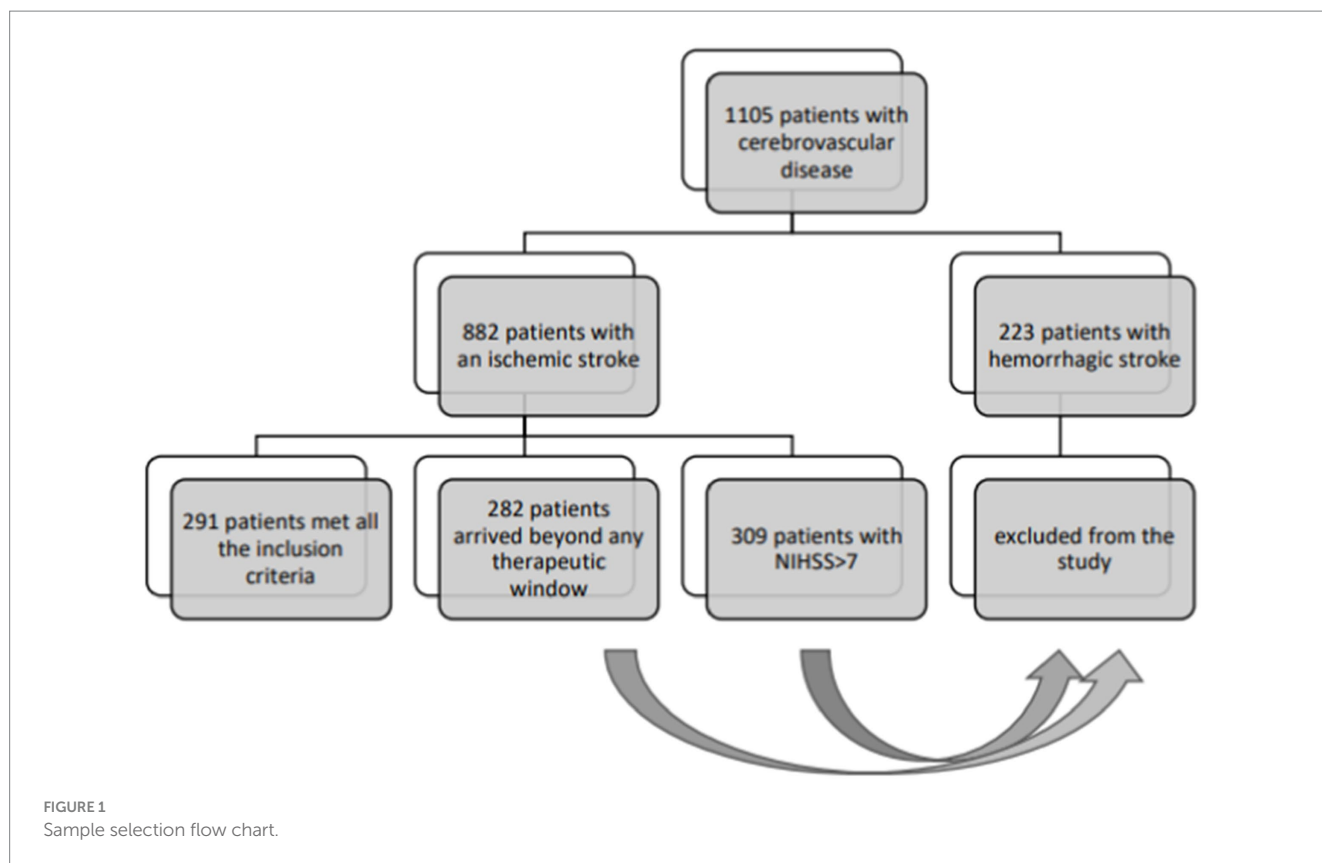 1105 patients with
cerebrovascular
disease
882 patients with
an ischemic stroke
223 patients with
hemorrhagic stroke
291 patients met all
the inclusion
criteria
282 patients
arrived beyond any
therapeutic
window
309 patients with
NIHSS>7
excluded from the
study
FIGURE 1
Sample selection flow chart.